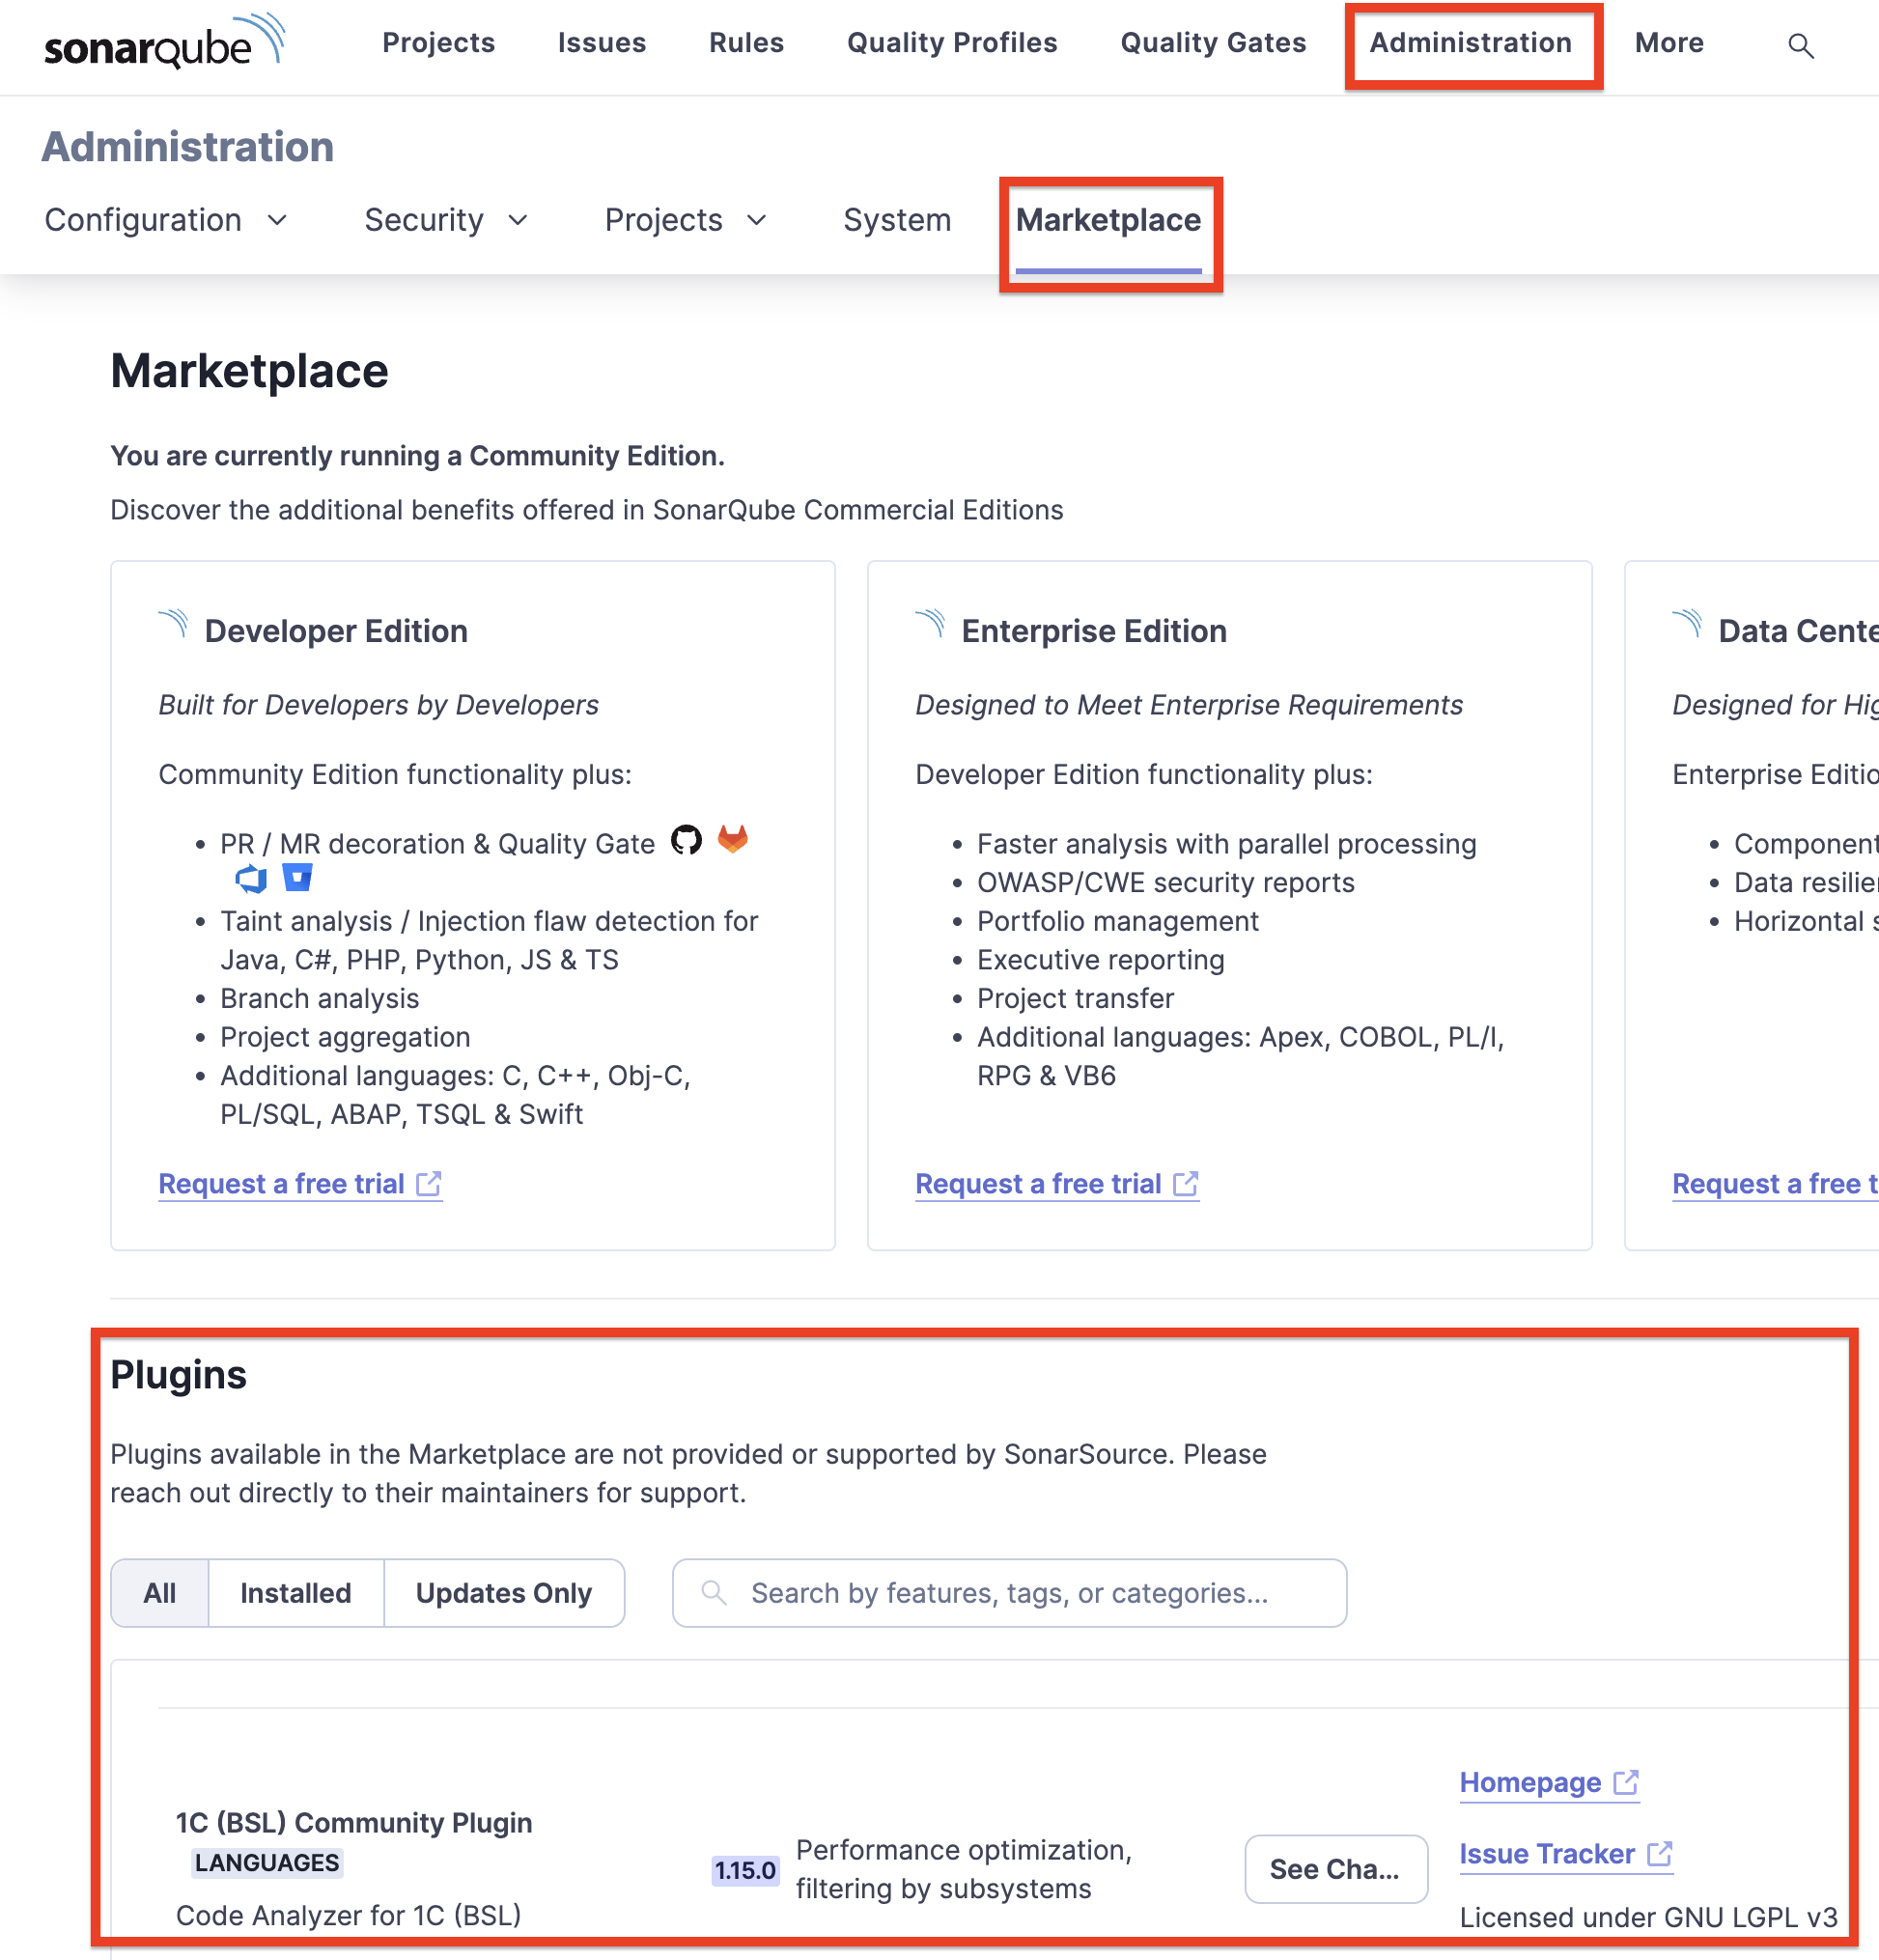 sonarqube Projects Issues Rules Quality Profiles Quality Gates Administration More
Administration
Configuration Security Projects System Marketplace
Marketplace
You are currently running a Community Edition.
Discover the additional benefits offered in SonarQube Commercial Editions
Developer Edition
Built for Developers by Developers
Community Edition functionality plus:
• PR / MR decoration & Quality Gate
• Taint analysis / Injection flaw detection for
Java, C#, PHP, Python, JS & TS
• Branch analysis
• Project aggregation
• Additional languages: C, C++, Obj-C,
PL/SQL, ABAP, TSQL & Swift
Request a free trial
Enterprise Edition
Designed to Meet Enterprise Requirements
Developer Edition functionality plus:
• Faster analysis with parallel processing
• OWASP/CWE security reports
• Portfolio management
• Executive reporting
• Project transfer
• Additional languages: Apex, COBOL, PL/I,
RPG & VB6
Request a free trial
Data Cente
Designed for Hig
Enterprise Editio
• Component
• Data resilie
• Horizontal s
Request a free t
Plugins
Plugins available in the Marketplace are not provided or supported by SonarSource. Please
reach out directly to their maintainers for support.
All Installed Updates Only Search by features, tags, or categories...
1C (BSL) Community Plugin
LANGUAGES
Code Analyzer for 1C (BSL)
1.15.0
Performance optimization,
filtering by subsystems
See Cha...
Homepage
Issue Tracker
Licensed under GNU LGPL v3